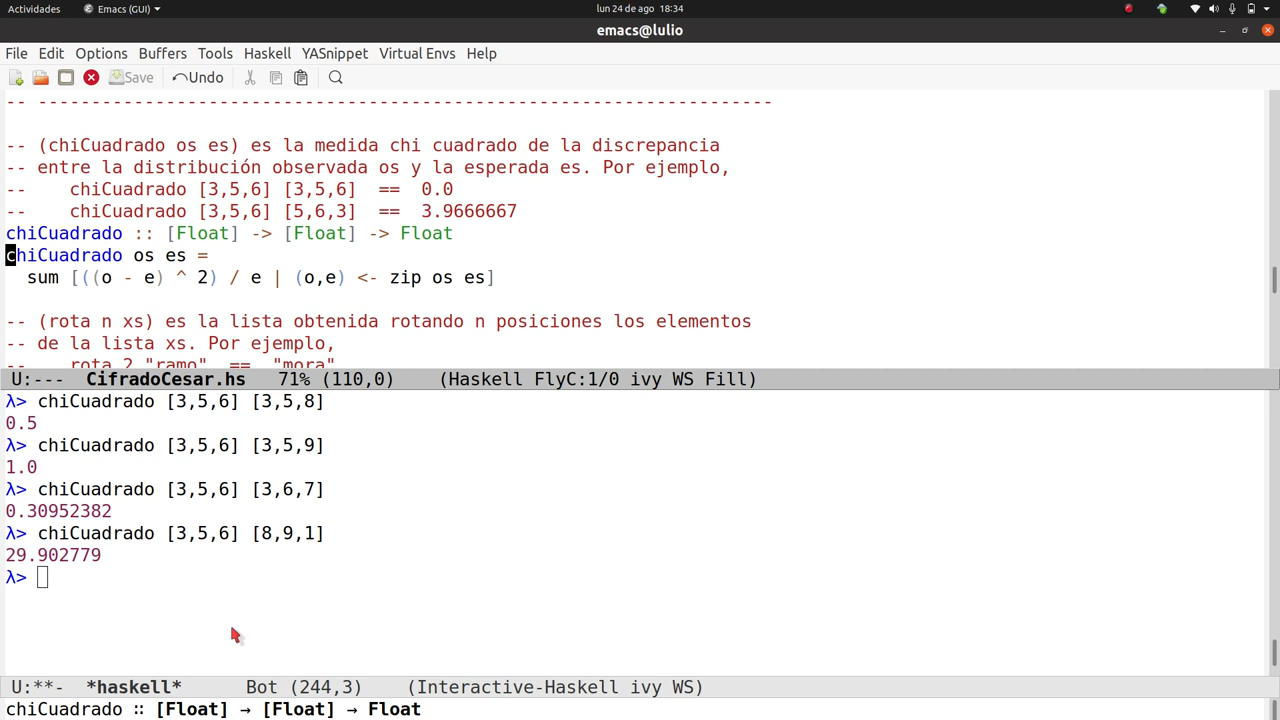 Actividades Emacs (GUI) lun 24 de ago 18:34
emacs@lulio
File Edit Options Buffers Tools Haskell YASnippet Virtual Envs Help
Save Undo
-- ---------------------------------------------------------------------
-- (chiCuadrado os es) es la medida chi cuadrado de la discrepancia
-- entre la distribución observada os y la esperada es. Por ejemplo,
--    chiCuadrado [3,5,6] [3,5,6]  ==  0.0
--    chiCuadrado [3,5,6] [5,6,3]  ==  3.9666667
chiCuadrado :: [Float] -> [Float] -> Float
chiCuadrado os es =
  sum [((o - e) ^ 2) / e | (o,e) <- zip os es]
-- (rota n xs) es la lista obtenida rotando n posiciones los elementos
-- de la lista xs. Por ejemplo,
--    rota 2 "ramo"  ==  "mora"
U:---  CifradoCesar.hs   71% (110,0)    (Haskell FlyC:1/0 ivy WS Fill)
λ> chiCuadrado [3,5,6] [3,5,8]
0.5
λ> chiCuadrado [3,5,6] [3,5,9]
1.0
λ> chiCuadrado [3,5,6] [3,6,7]
0.30952382
λ> chiCuadrado [3,5,6] [8,9,1]
29.902779
λ>
U:**-  *haskell*      Bot (244,3)    (Interactive-Haskell ivy WS)
chiCuadrado ∷ [Float] → [Float] → Float